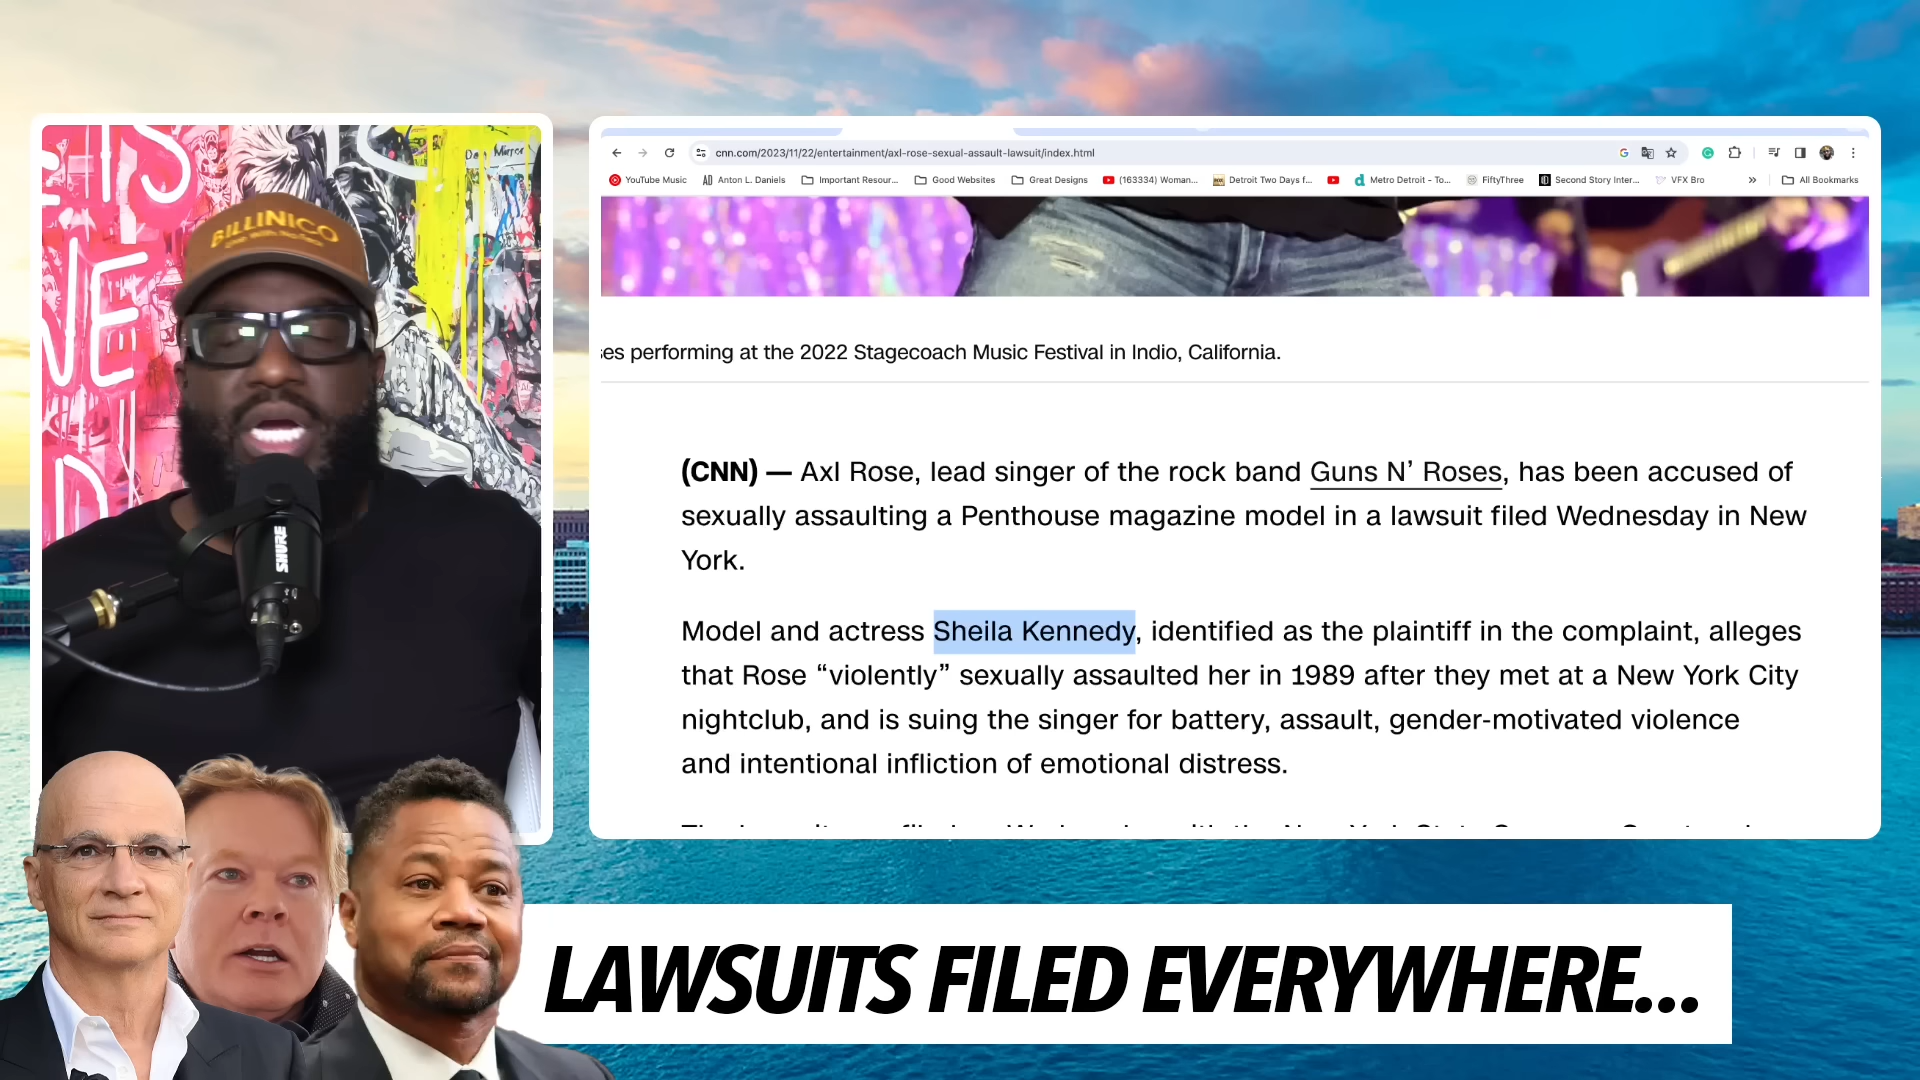 IS
NE
D
BILLINICO
SHURE
cnn.com/2023/11/22/entertainment/axl-rose-sexual-assault-lawsuit/index.html
YouTube Music
Anton L. Daniels
Important Resour...
Good Websites
Great Designs
(163334) Woman...
Detroit Two Days f...
Metro Detroit - To...
FiftyThree
Second Story Inter...
VFX Bro
»
All Bookmarks
es performing at the 2022 Stagecoach Music Festival in Indio, California.
(CNN) — Axl Rose, lead singer of the rock band Guns N’ Roses, has been accused of
sexually assaulting a Penthouse magazine model in a lawsuit filed Wednesday in New
York.
Model and actress Sheila Kennedy, identified as the plaintiff in the complaint, alleges
that Rose “violently” sexually assaulted her in 1989 after they met at a New York City
nightclub, and is suing the singer for battery, assault, gender-motivated violence
and intentional infliction of emotional distress.
LAWSUITS FILED EVERYWHERE...